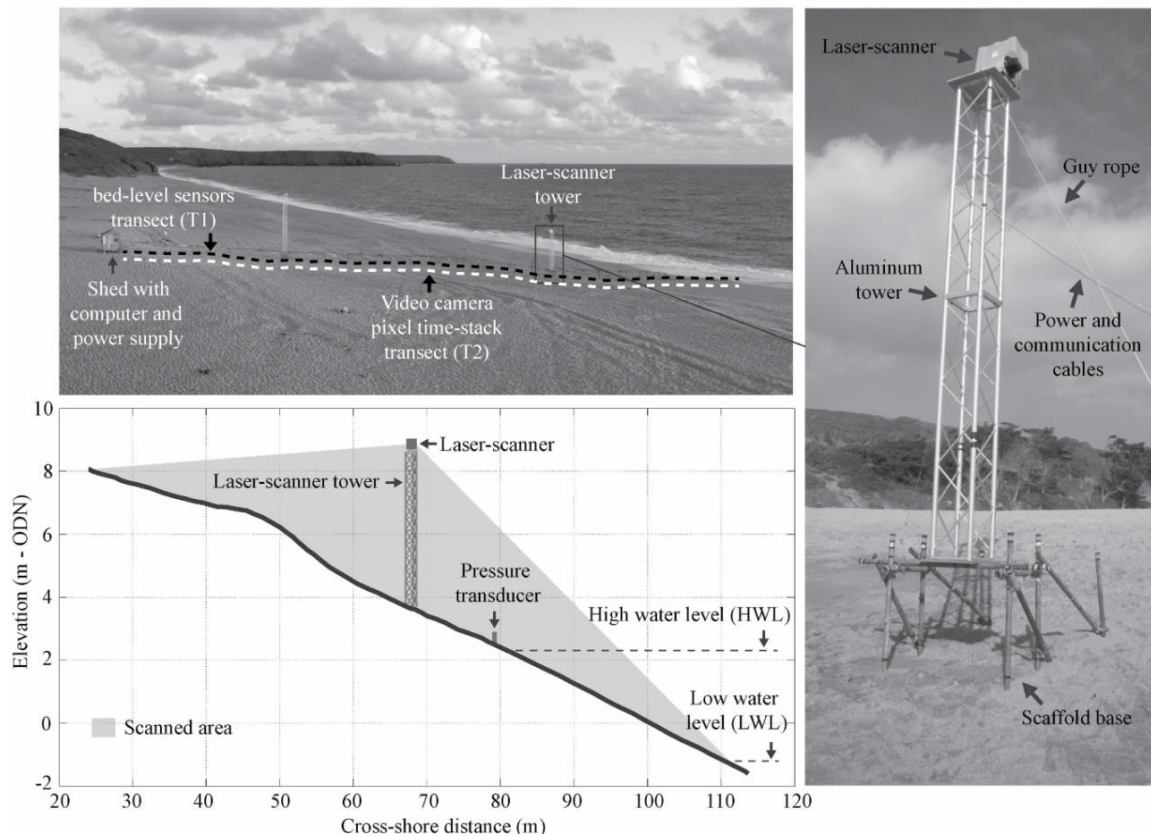 Laser-scanner
tower
bed-level sensors
transect (T1)
Shed with
computer and
power supply
Video camera
pixel time-stack
transect (T2)
Laser-scanner
Guy rope
Aluminum
tower
Power and
communication
cables
Scaffold base
10
8
6
4
2
0
-2
Elevation (m - ODN)
Laser-scanner
Laser-scanner tower
Pressure
transducer
High water level (HWL)
Low water
level (LWL)
Scanned area
20 30 40 50 60 70 80 90 100 110 120
Cross-shore distance (m)